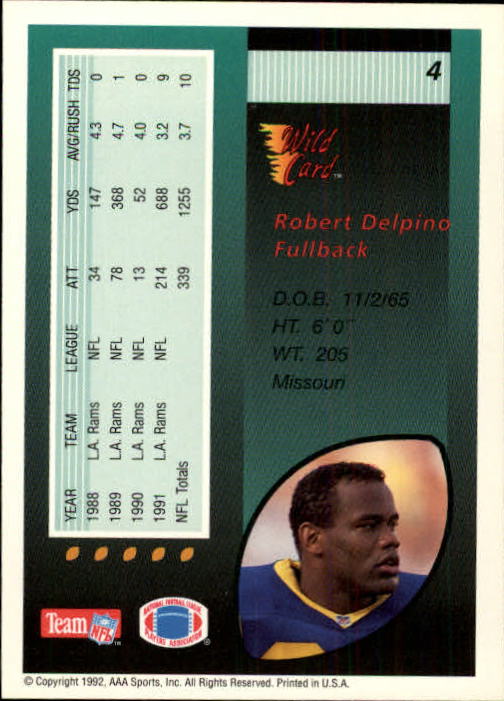 4
Wild
Card™
Robert Delpino
Fullback
D.O.B. 11/2/65
HT. 6'0"
WT. 205
Missouri
YEAR TEAM LEAGUE ATT YDS AVG/RUSH TDS
1988 L.A. Rams NFL 34 147 4.3 0
1989 L.A. Rams NFL 78 368 4.7 1
1990 L.A. Rams NFL 13 52 4.0 0
1991 L.A. Rams NFL 214 688 3.2 9
NFL Totals 339 1255 3.7 10
Team NFL™
NATIONAL FOOTBALL LEAGUE
PLAYERS ASSOCIATION
®
© Copyright 1992, AAA Sports, Inc. All Rights Reserved. Printed in U.S.A.